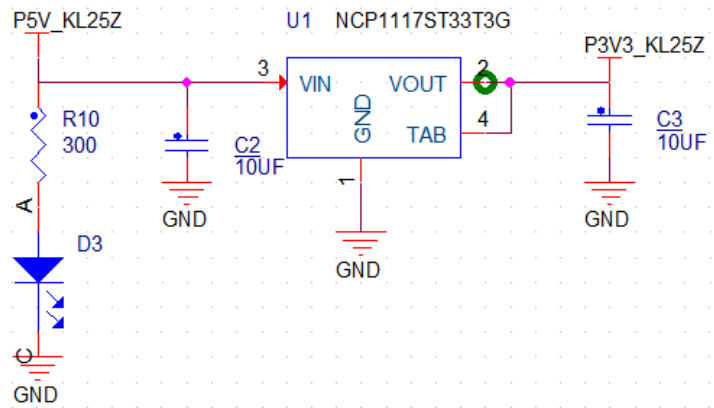 P5V_KL25Z
U1 NCP1117ST33T3G
P3V3_KL25Z
3
VIN
VOUT
2
GND
TAB
4
1
R10
300
C2
10UF
C3
10UF
GND
GND
GND
A
D3
C
GND